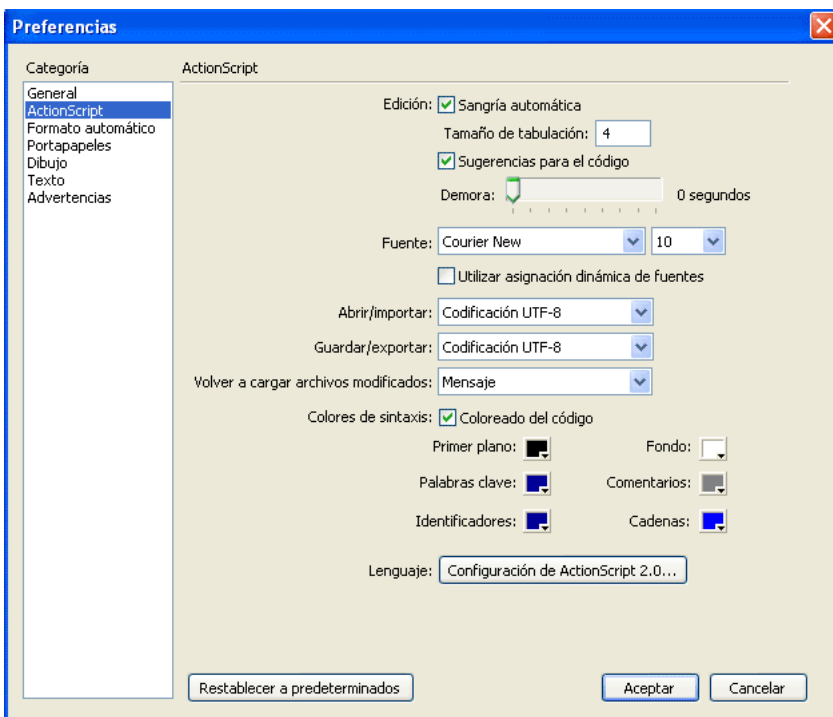 Preferencias
Categoría
General
ActionScript
Formato automático
Portapapeles
Dibujo
Texto
Advertencias
ActionScript
Edición: Sangría automática
Tamaño de tabulación: 4
Sugerencias para el código
Demora: 0 segundos
Fuente: Courier New 10
Utilizar asignación dinámica de fuentes
Abrir/importar: Codificación UTF-8
Guardar/exportar: Codificación UTF-8
Volver a cargar archivos modificados: Mensaje
Colores de sintaxis: Coloreado del código
Primer plano: Fondo:
Palabras clave: Comentarios:
Identificadores: Cadenas:
Lenguaje: Configuración de ActionScript 2.0...
Restablecer a predeterminados Aceptar Cancelar